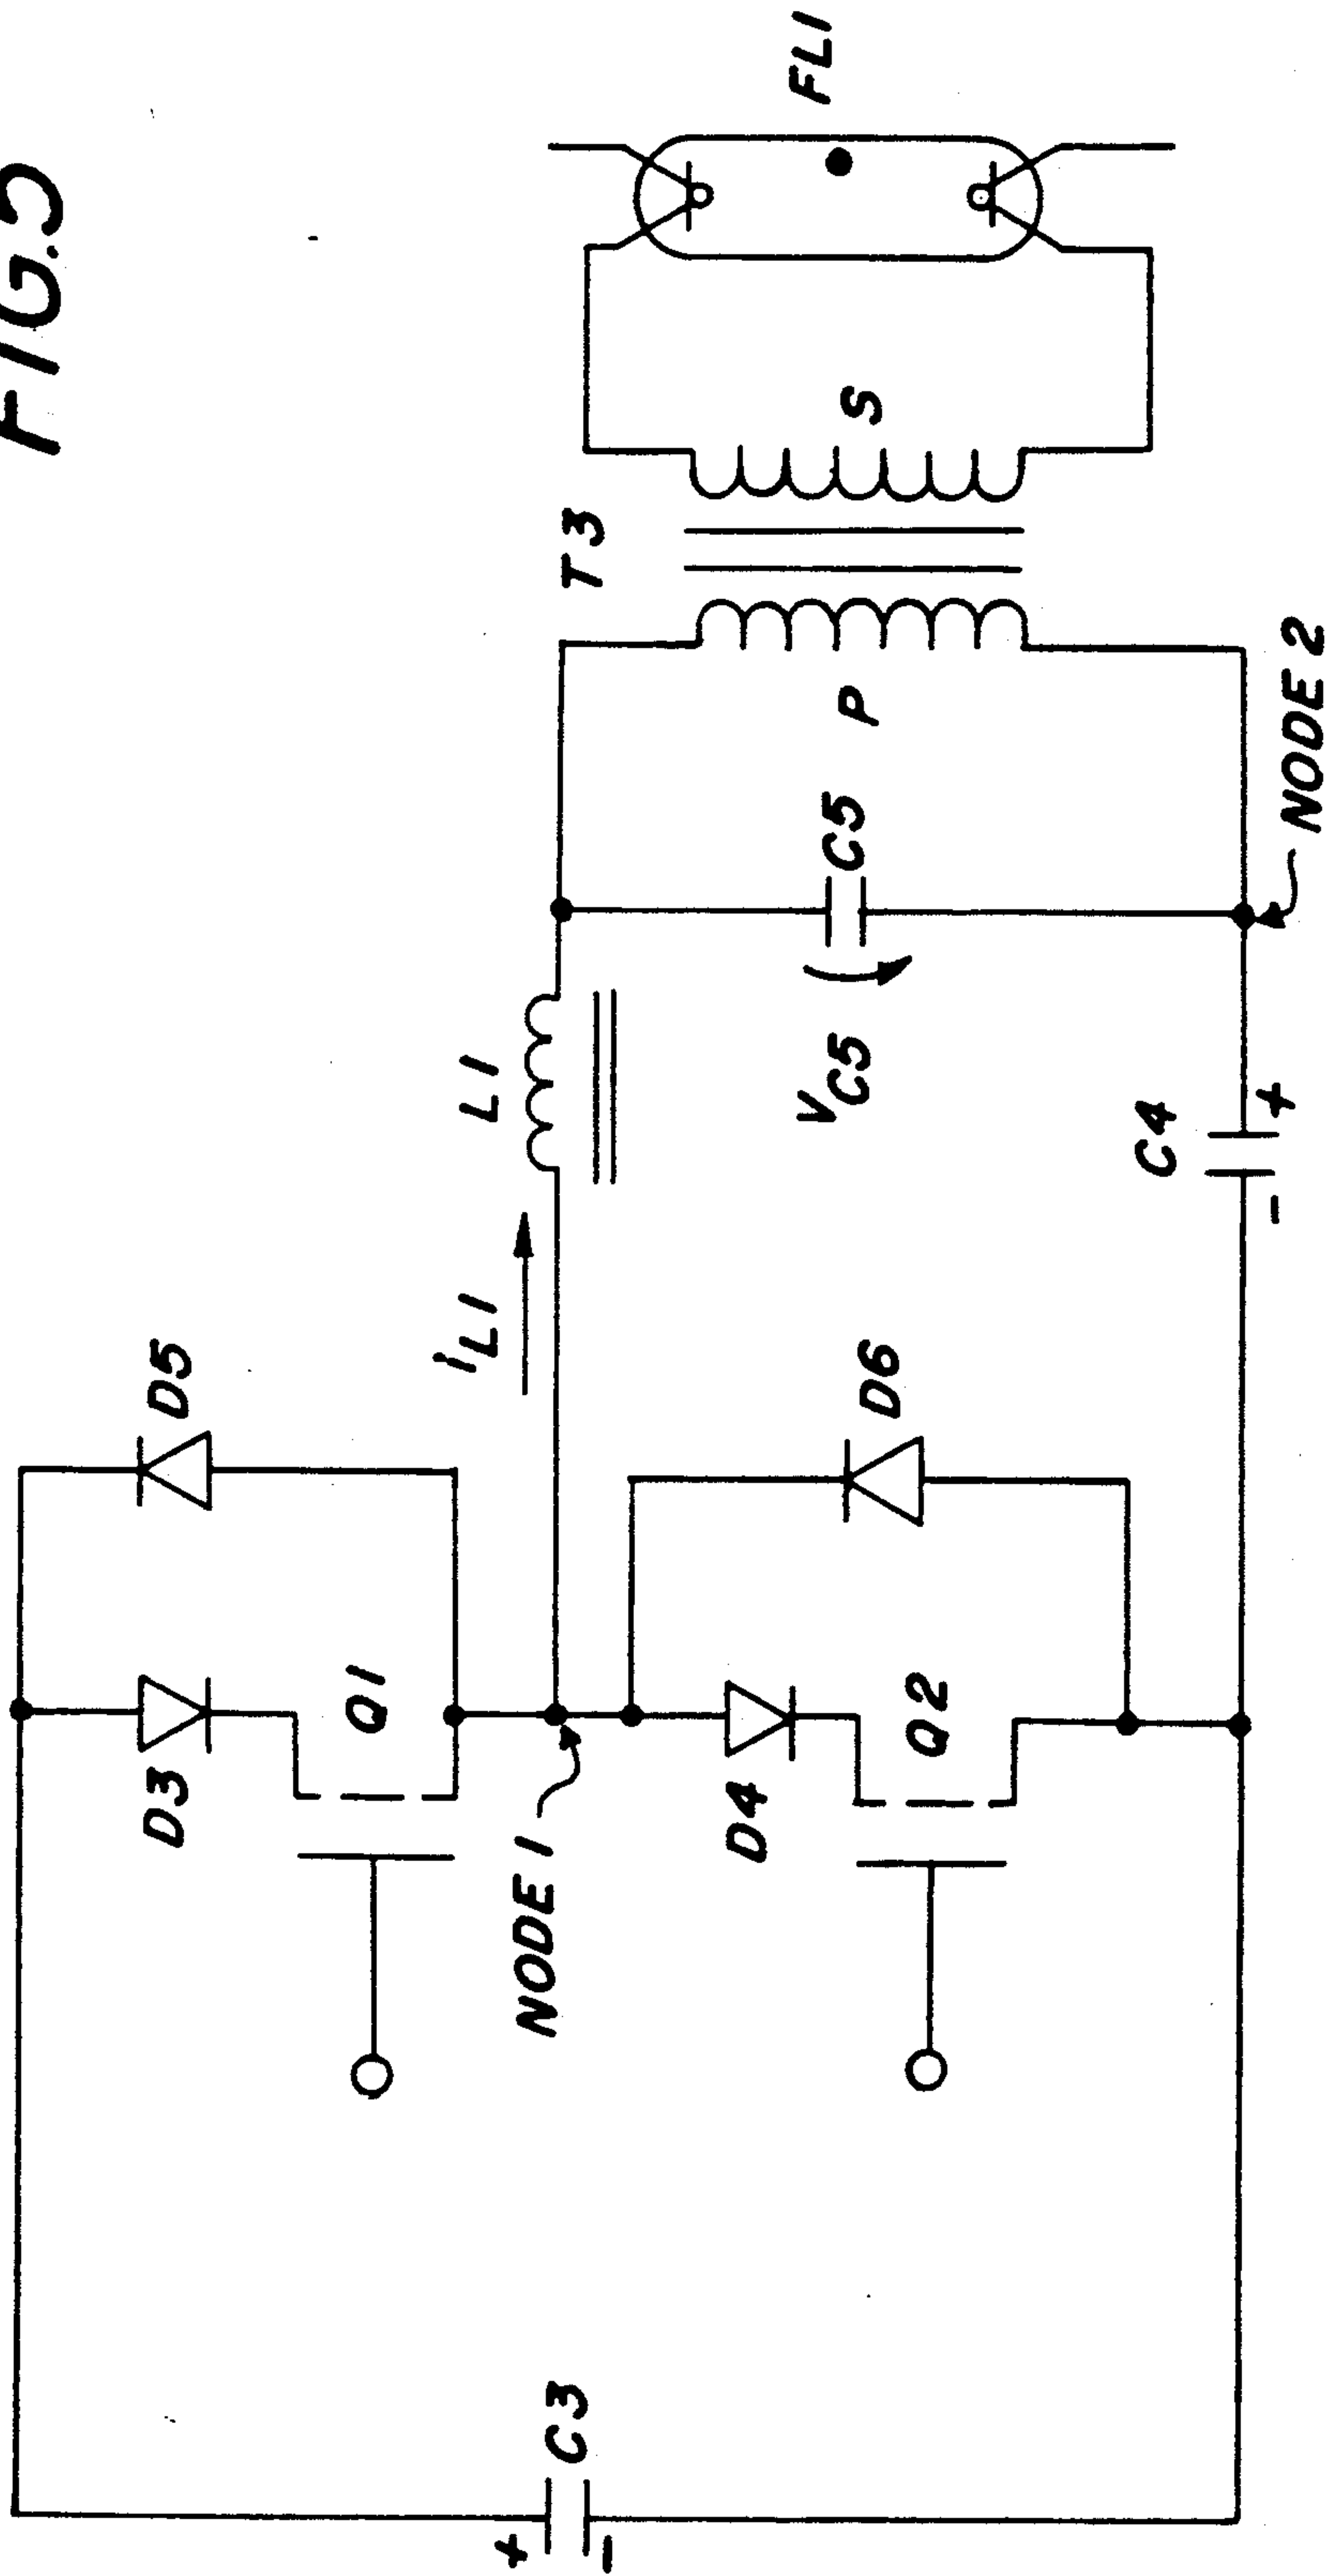 FIG.5
D3
D5
Q1
NODE 1
iL1
L1
T3
D4
D6
Q2
C3
+
-
VC5
C5
P
S
FL1
C4
-
+
NODE 2